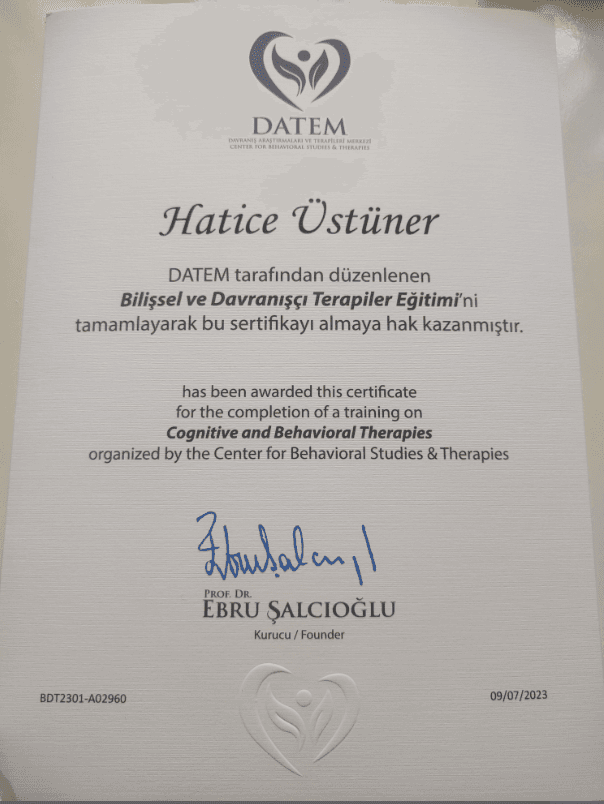 DATEM
DAVRANIŞ ARAŞTIRMALARI VE TERAPİLERİ MERKEZİ
CENTER FOR BEHAVIORAL STUDIES & THERAPIES
Hatice Üstüner
DATEM tarafından düzenlenen
Bilişsel ve Davranışçı Terapiler Eğitimi'ni
tamamlayarak bu sertifikayı almaya hak kazanmıştır.
has been awarded this certificate
for the completion of a training on
Cognitive and Behavioral Therapies
organized by the Center for Behavioral Studies & Therapies
Ebru Şalcıoğlu
PROF. DR.
EBRU ŞALCIOĞLU
Kurucu / Founder
BDT2301-A02960
09/07/2023